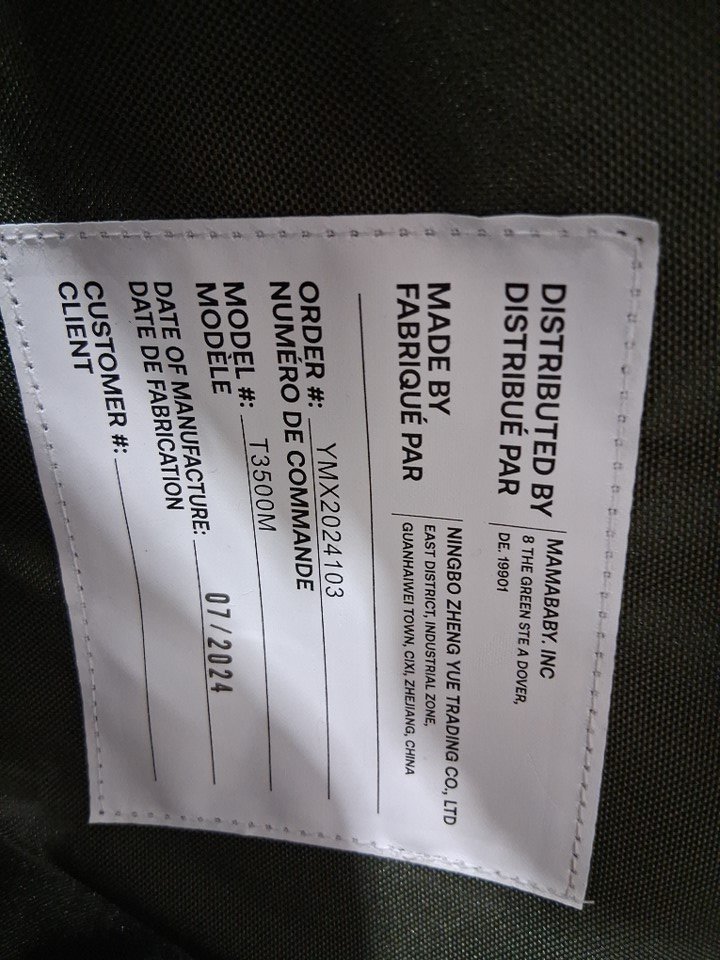 DISTRIBUTED BY
DISTRIBUÉ PAR
MAMABABY. INC
8 THE GREEN STE A DOVER,
DE. 19901
MADE BY
FABRIQUÉ PAR
NINGBO ZHENG YUE TRADING CO., LTD
EAST DISTRICT, INDUSTRIAL ZONE,
GUANHAIWEI TOWN, CIXI, ZHEJIANG, CHINA
ORDER #: YMX2024103
NUMÉRO DE COMMANDE
MODEL #: T3500M
MODÈLE
DATE OF MANUFACTURE: 07/2024
DATE DE FABRICATION
CUSTOMER #:
CLIENT